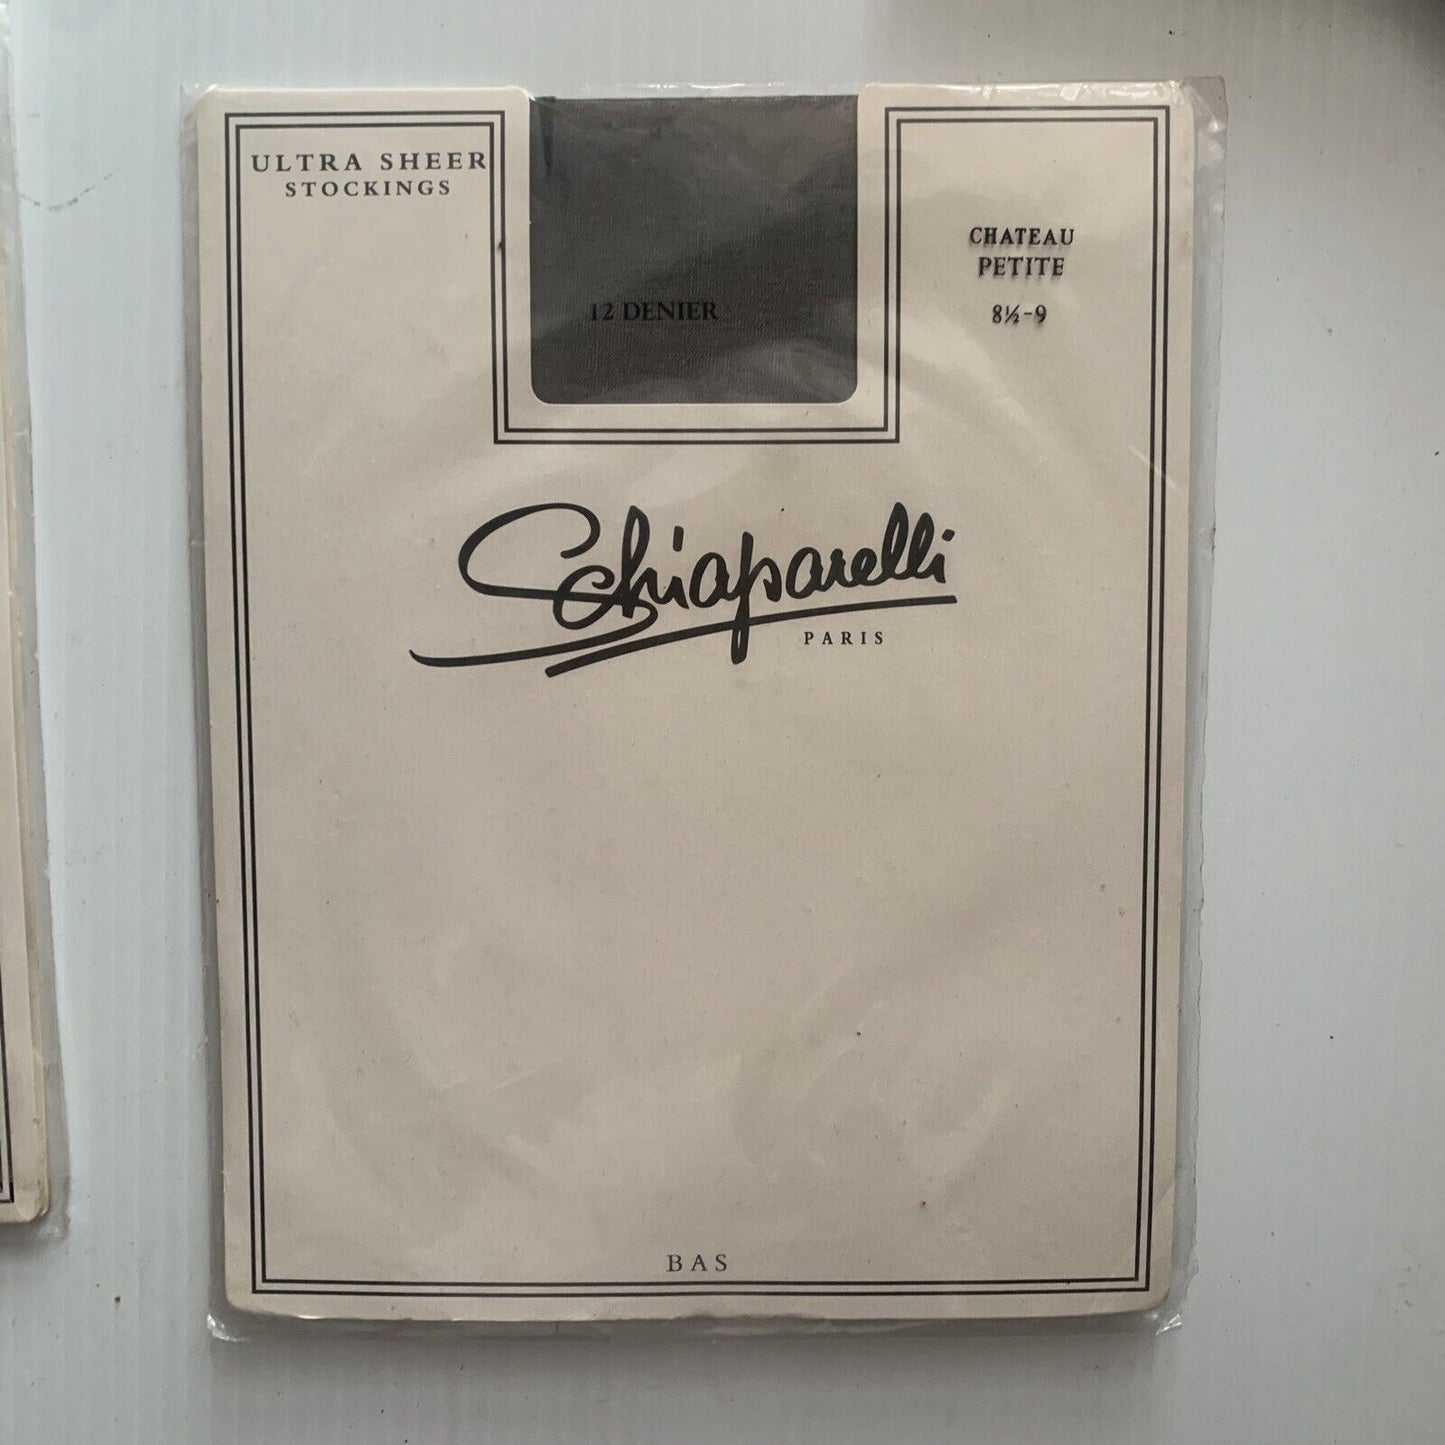 ULTRA SHEER
STOCKINGS
12 DENIER
CHATEAU
PETITE
8½-9
Schiaparelli
PARIS
BAS